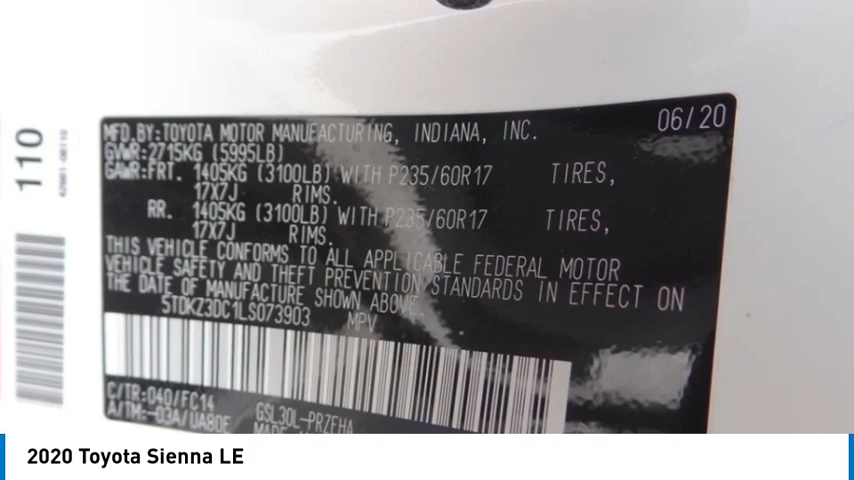 06/20
MFD.BY:TOYOTA MOTOR MANUFACTURING, INDIANA, INC.
GVWR:2715KG (5995LB)
GAWR:FRT. 1405KG (3100LB) WITH P235/60R17 TIRES,
17X7J RIMS.
RR. 1405KG (3100LB) WITH P235/60R17 TIRES,
17X7J RIMS.
THIS VEHICLE CONFORMS TO ALL APPLICABLE FEDERAL MOTOR
VEHICLE SAFETY AND THEFT PREVENTION STANDARDS IN EFFECT ON
THE DATE OF MANUFACTURE SHOWN ABOVE.
5TDKZ3DC1LS073903 MPV
C/TR:040/FC14
A/TM:-03A/UA80E GSL30L-PRZFHA
110
2020 Toyota Sienna LE